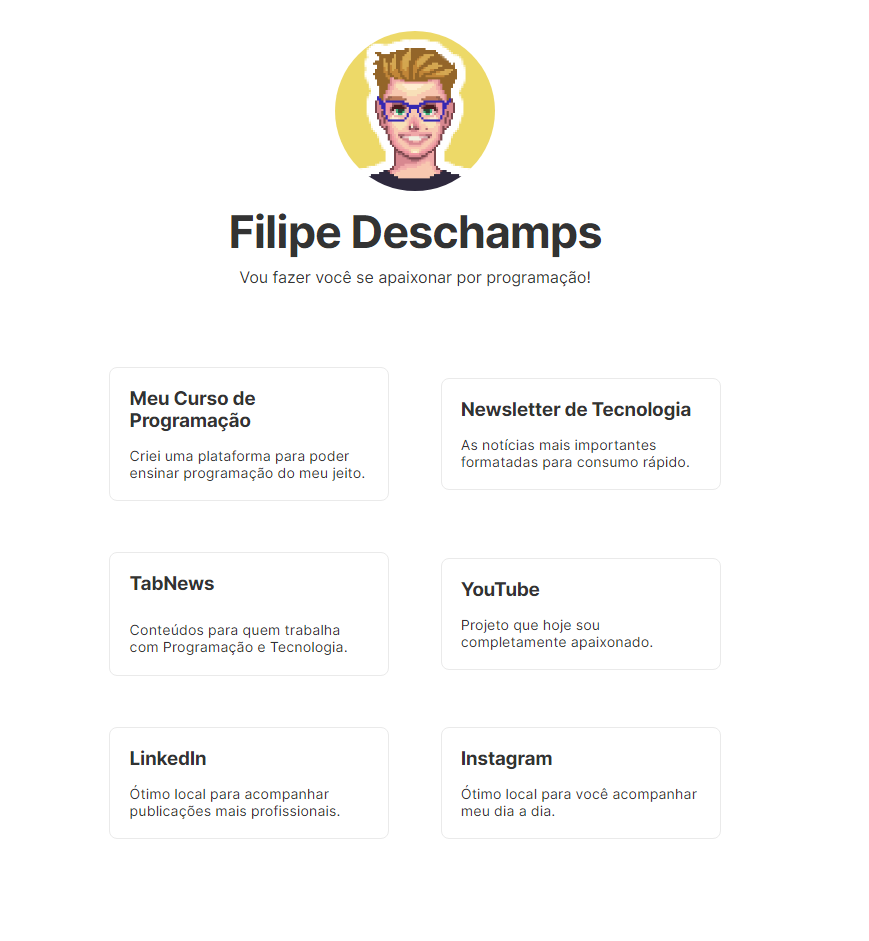 Filipe Deschamps
Vou fazer você se apaixonar por programação!
Meu Curso de
Programação
Criei uma plataforma para poder
ensinar programação do meu jeito.
Newsletter de Tecnologia
As notícias mais importantes
formatadas para consumo rápido.
TabNews
Conteúdos para quem trabalha
com Programação e Tecnologia.
YouTube
Projeto que hoje sou
completamente apaixonado.
LinkedIn
Ótimo local para acompanhar
publicações mais profissionais.
Instagram
Ótimo local para você acompanhar
meu dia a dia.